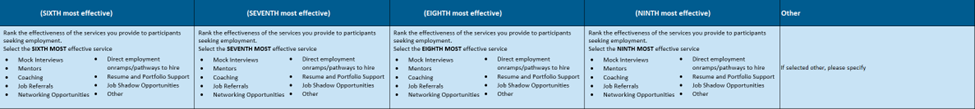 (SIXTH most effective)
(SEVENTH most effective)
(EIGHTH most effective)
(NINTH most effective)
Other
Rank the effectiveness of the services you provide to participants
seeking employment.
Select the SIXTH MOST effective service
• Mock Interviews
• Mentors
• Coaching
• Job Referrals
• Networking Opportunities
• Direct employment
onramps/pathways to hire
• Resume and Portfolio Support
• Job Shadow Opportunities
• Other
Rank the effectiveness of the services you provide to participants
seeking employment.
Select the SEVENTH MOST effective service
• Mock Interviews
• Mentors
• Coaching
• Job Referrals
• Networking Opportunities
• Direct employment
onramps/pathways to hire
• Resume and Portfolio Support
• Job Shadow Opportunities
• Other
Rank the effectiveness of the services you provide to participants
seeking employment.
Select the EIGHTH MOST effective service
• Mock Interviews
• Mentors
• Coaching
• Job Referrals
• Networking Opportunities
• Direct employment
onramps/pathways to hire
• Resume and Portfolio Support
• Job Shadow Opportunities
• Other
Rank the effectiveness of the services you provide to participants
seeking employment.
Select the NINTH MOST effective service
• Mock Interviews
• Mentors
• Coaching
• Job Referrals
• Networking Opportunities
• Direct employment
onramps/pathways to hire
• Resume and Portfolio Support
• Job Shadow Opportunities
• Other
If selected other, please specify